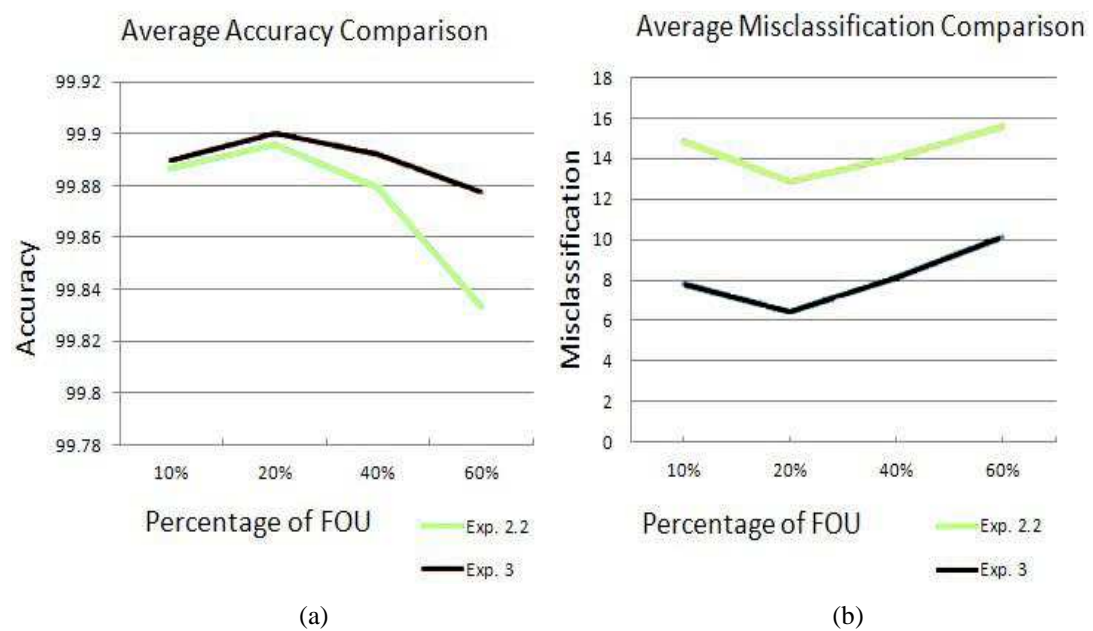 Average Accuracy Comparison
99.92
99.9
99.88
99.86
99.84
99.82
99.8
99.78
Accuracy
10% 20% 40% 60%
Percentage of FOU
Exp. 2.2
Exp. 3
(a)
Average Misclassification Comparison
18
16
14
12
10
8
6
4
2
0
Misclassification
10% 20% 40% 60%
Percentage of FOU
Exp. 2.2
Exp. 3
(b)